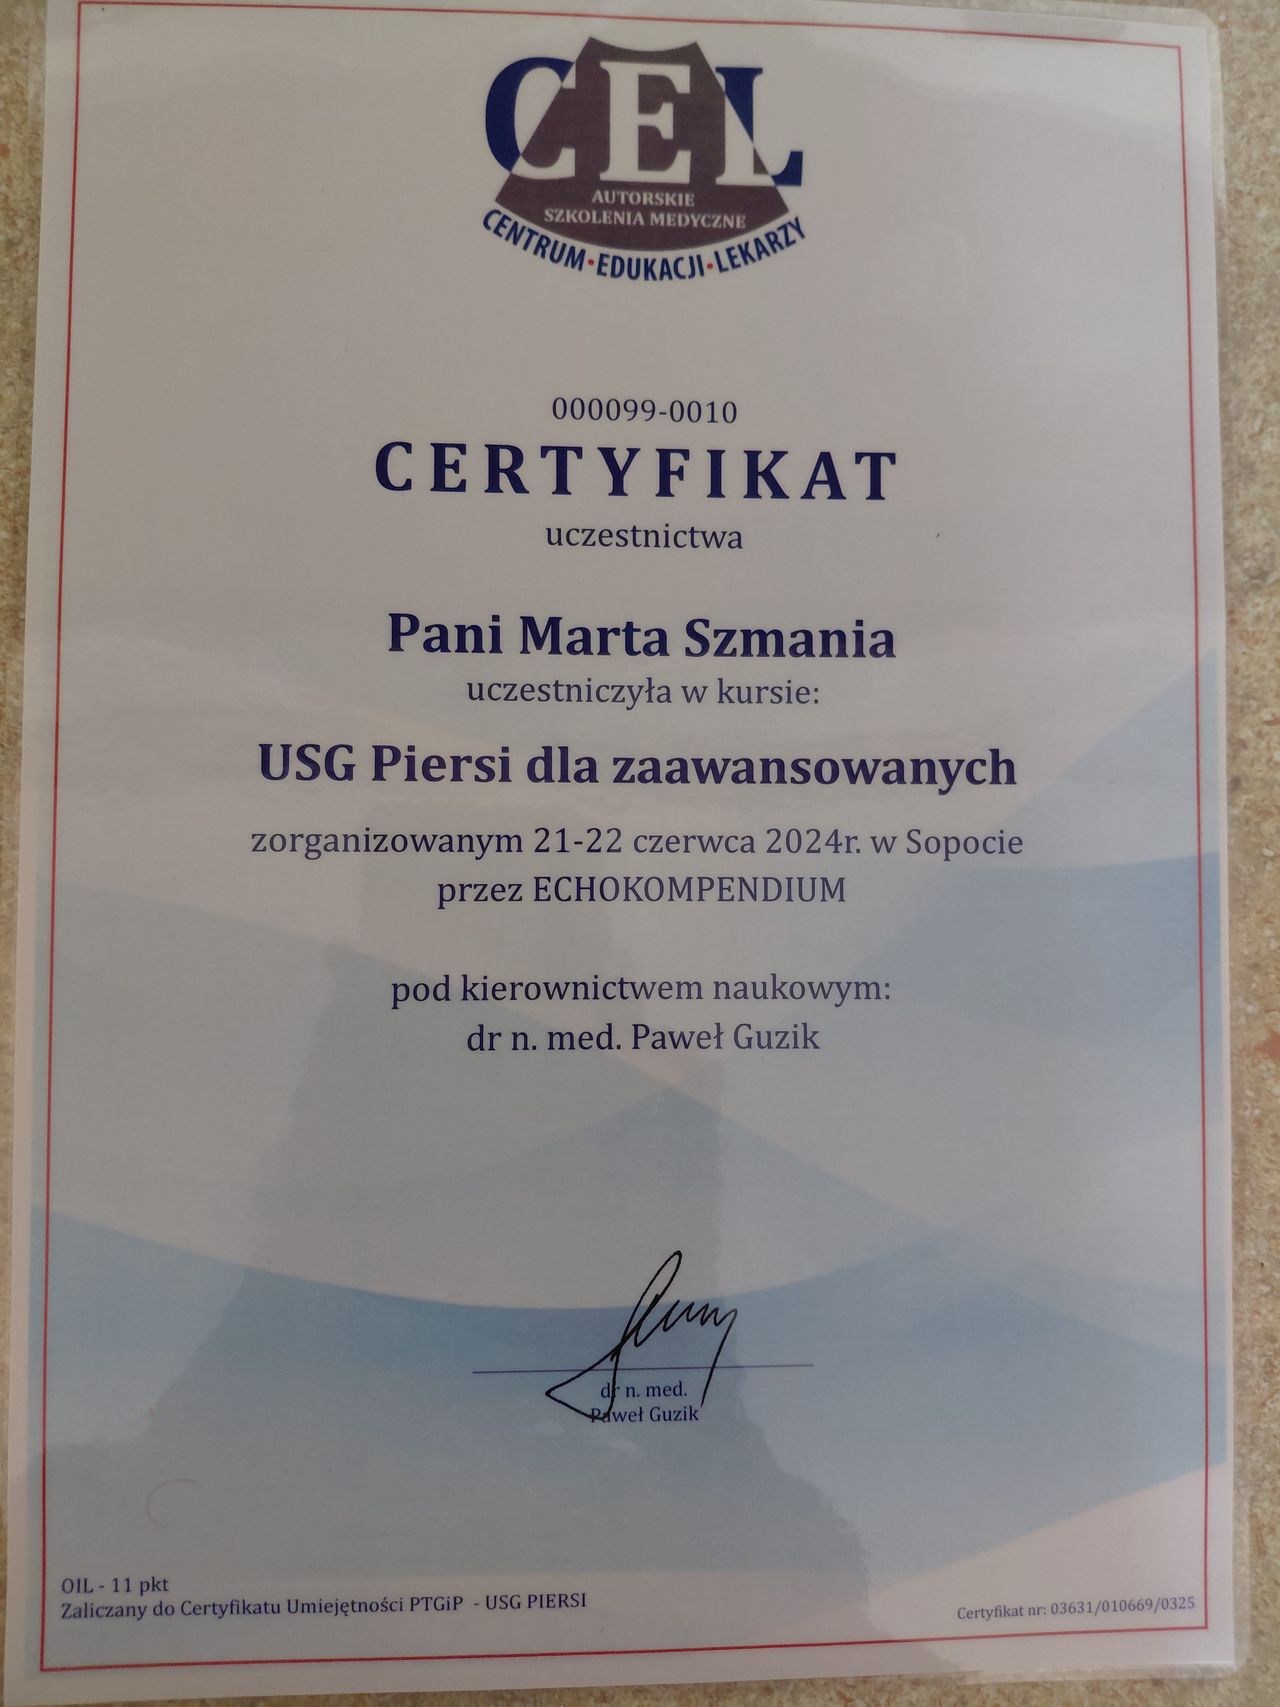 CEL
AUTORSKIE
SZKOLENIA MEDYCZNE
CENTRUM·EDUKACJI·LEKARZY
000099-0010
CERTYFIKAT
uczestnictwa
Pani Marta Szmania
uczestniczyła w kursie:
USG Piersi dla zaawansowanych
zorganizowanym 21-22 czerwca 2024r. w Sopocie
przez ECHOKOMPENDIUM
pod kierownictwem naukowym:
dr n. med. Paweł Guzik
dr n. med.
Paweł Guzik
OIL - 11 pkt
Zaliczany do Certyfikatu Umiejętności PTGiP - USG PIERSI
Certyfikat nr: 03631/010669/0325